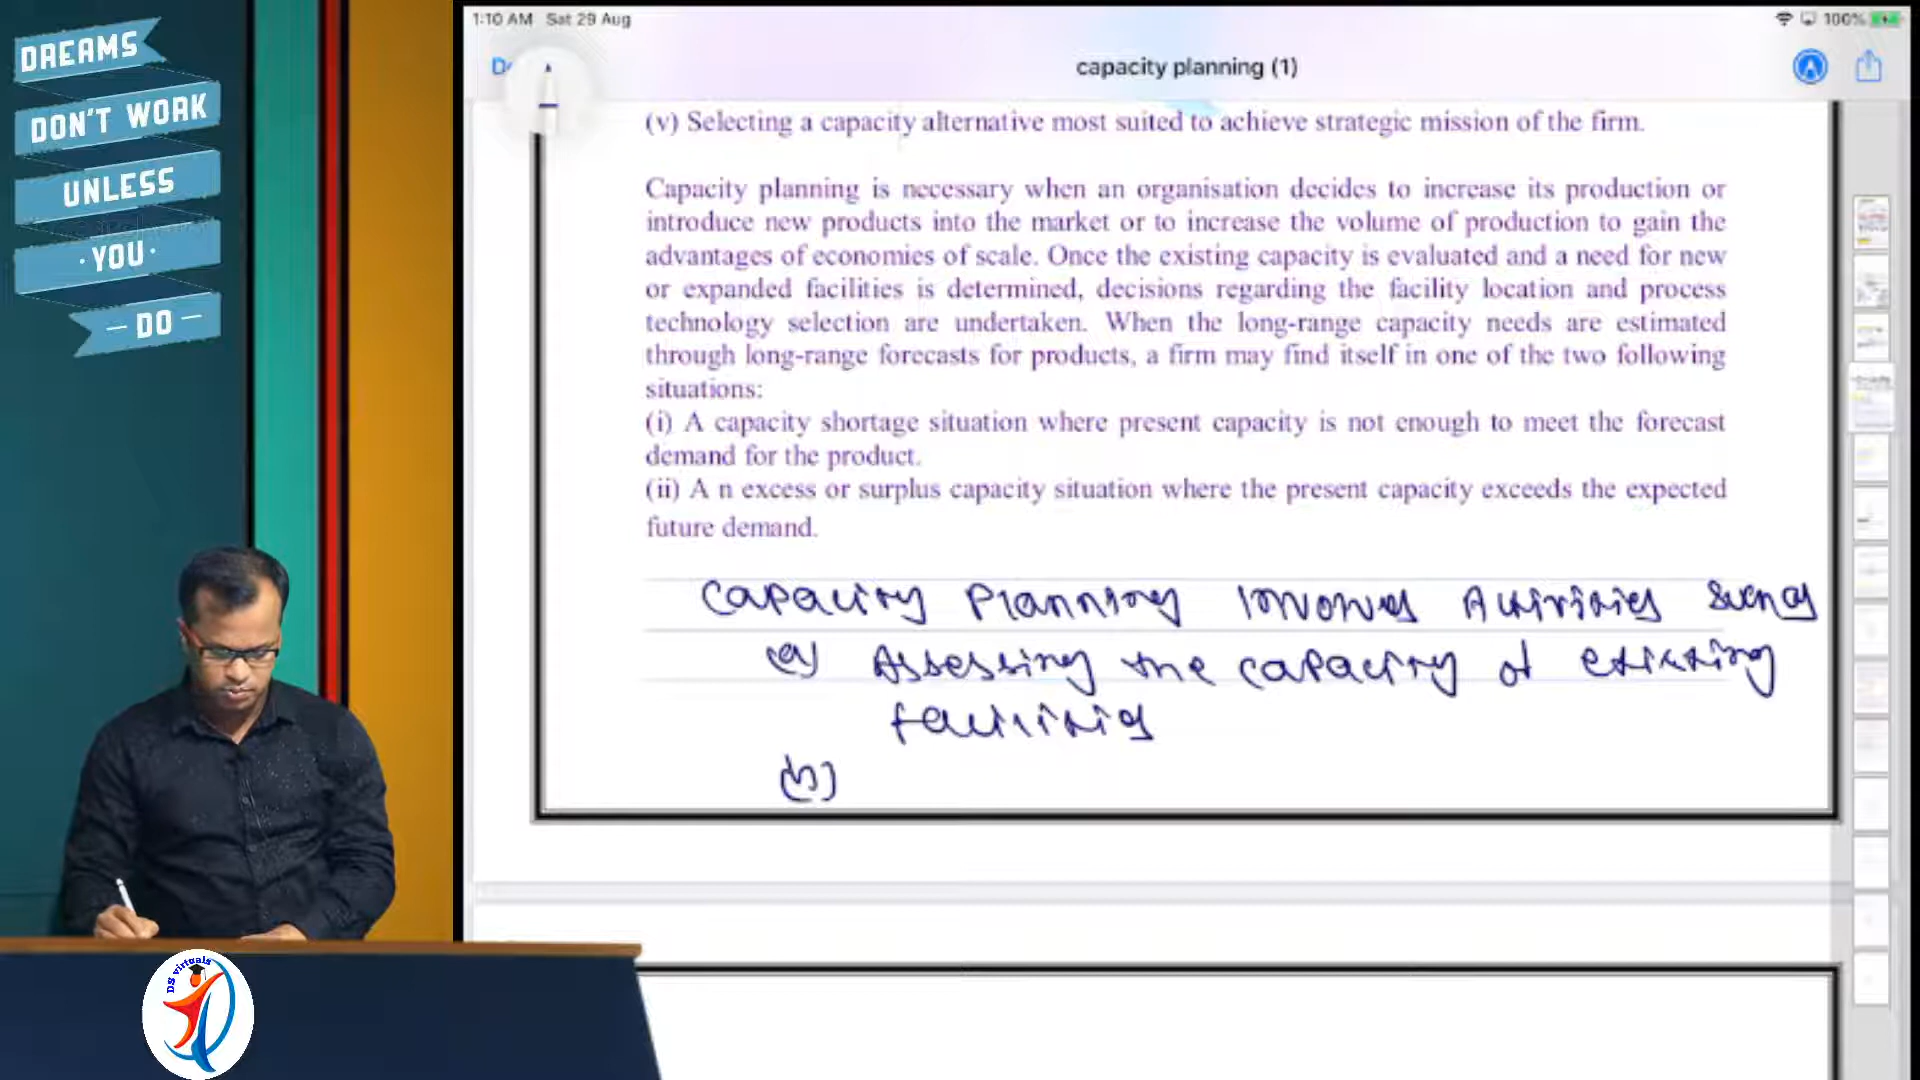 DREAMS
DON'T WORK
UNLESS
· YOU ·
— DO —
DS virtuals
1:10 AM Sat 29 Aug
100%
capacity planning (1)
(v) Selecting a capacity alternative most suited to achieve strategic mission of the firm.
Capacity planning is necessary when an organisation decides to increase its production or
introduce new products into the market or to increase the volume of production to gain the
advantages of economies of scale. Once the existing capacity is evaluated and a need for new
or expanded facilities is determined, decisions regarding the facility location and process
technology selection are undertaken. When the long-range capacity needs are estimated
through long-range forecasts for products, a firm may find itself in one of the two following
situations:
(i) A capacity shortage situation where present capacity is not enough to meet the forecast
demand for the product.
(ii) A n excess or surplus capacity situation where the present capacity exceeds the expected
future demand.
Capacity Planning involves Activities such as
(a) Assessing the capacity of existing
facilities
(b)